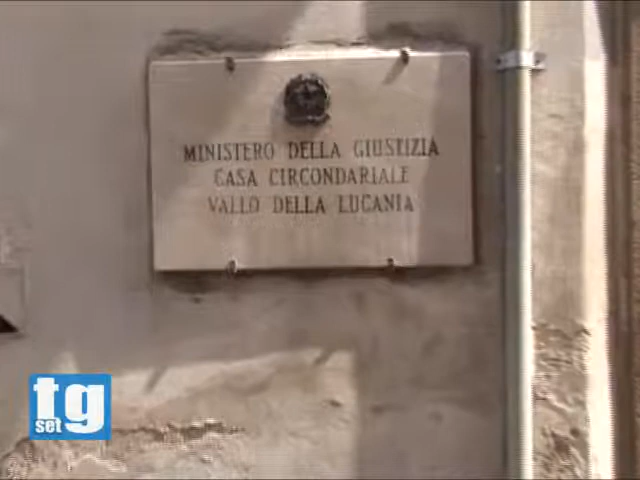 MINISTERO DELLA GIUSTIZIA
CASA CIRCONDARIALE
VALLO DELLA LUCANIA
tg
set